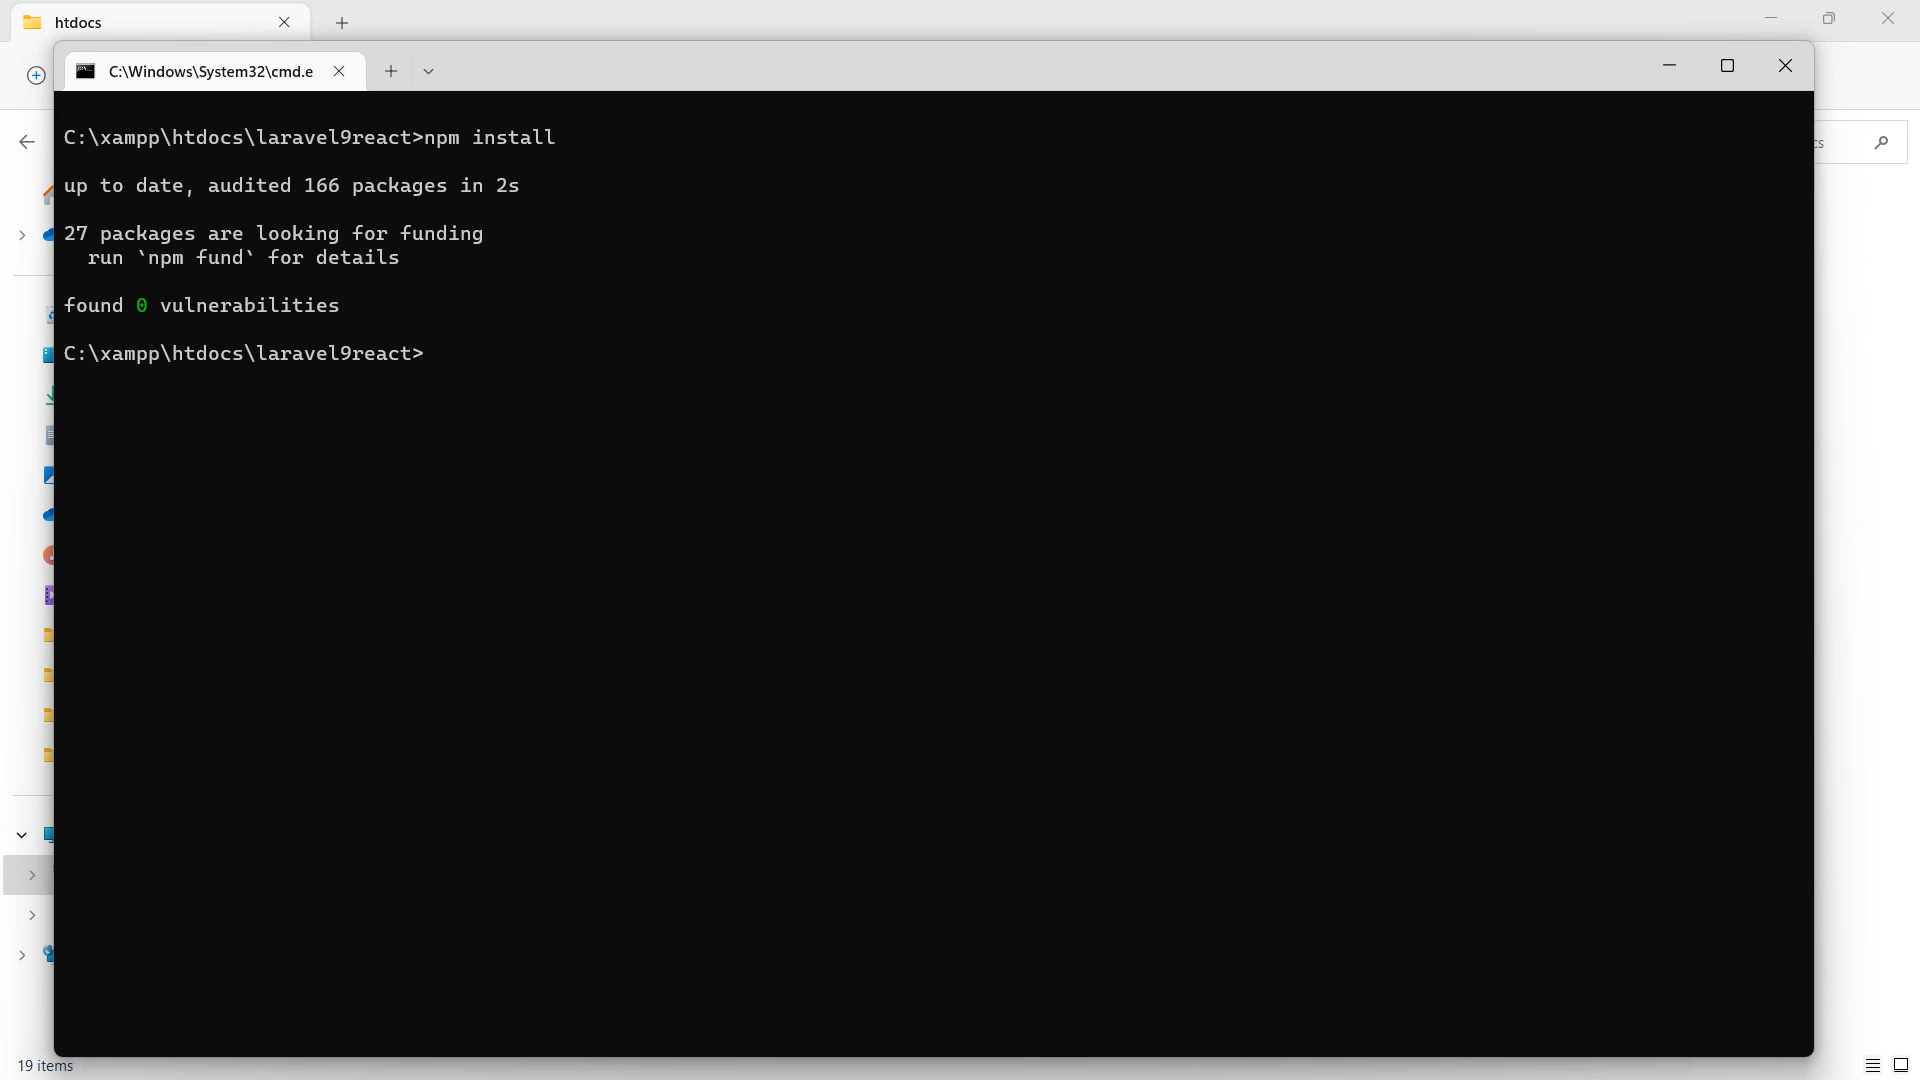 htdocs
C:\Windows\System32\cmd.e
C:\xampp\htdocs\laravel9react>npm install
up to date, audited 166 packages in 2s
27 packages are looking for funding
run `npm fund` for details
found 0 vulnerabilities
C:\xampp\htdocs\laravel9react>
19 items